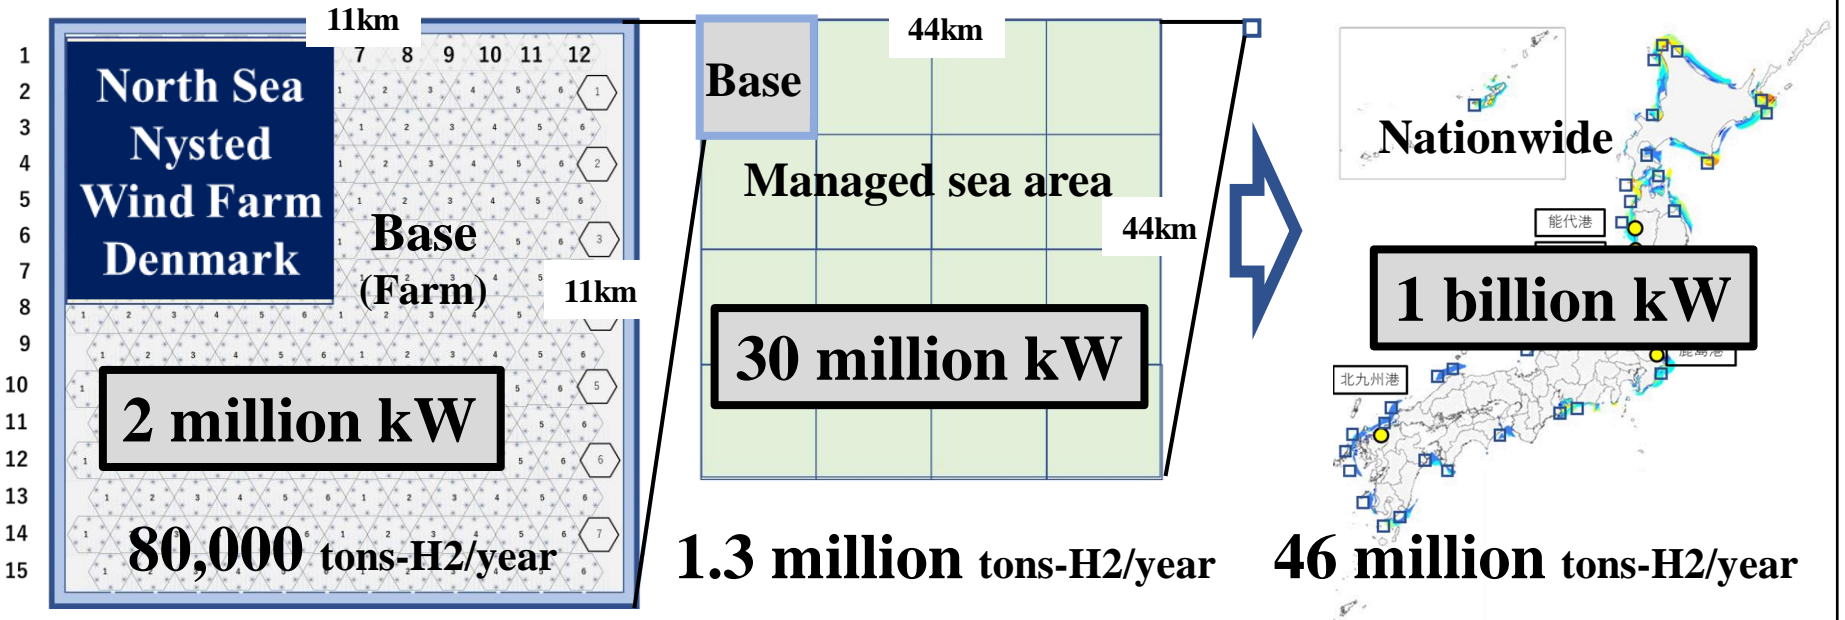 11km
1
2
3
4
5
6
7
8
9
10
11
12
13
14
15
7 8 9 10 11 12
North Sea
Nysted
Wind Farm
Denmark
Base
(Farm)
11km
2 million kW
80,000 tons-H2/year
Base
44km
Managed sea area
44km
30 million kW
1.3 million tons-H2/year
Nationwide
能代港
1 billion kW
鹿島港
北九州港
46 million tons-H2/year